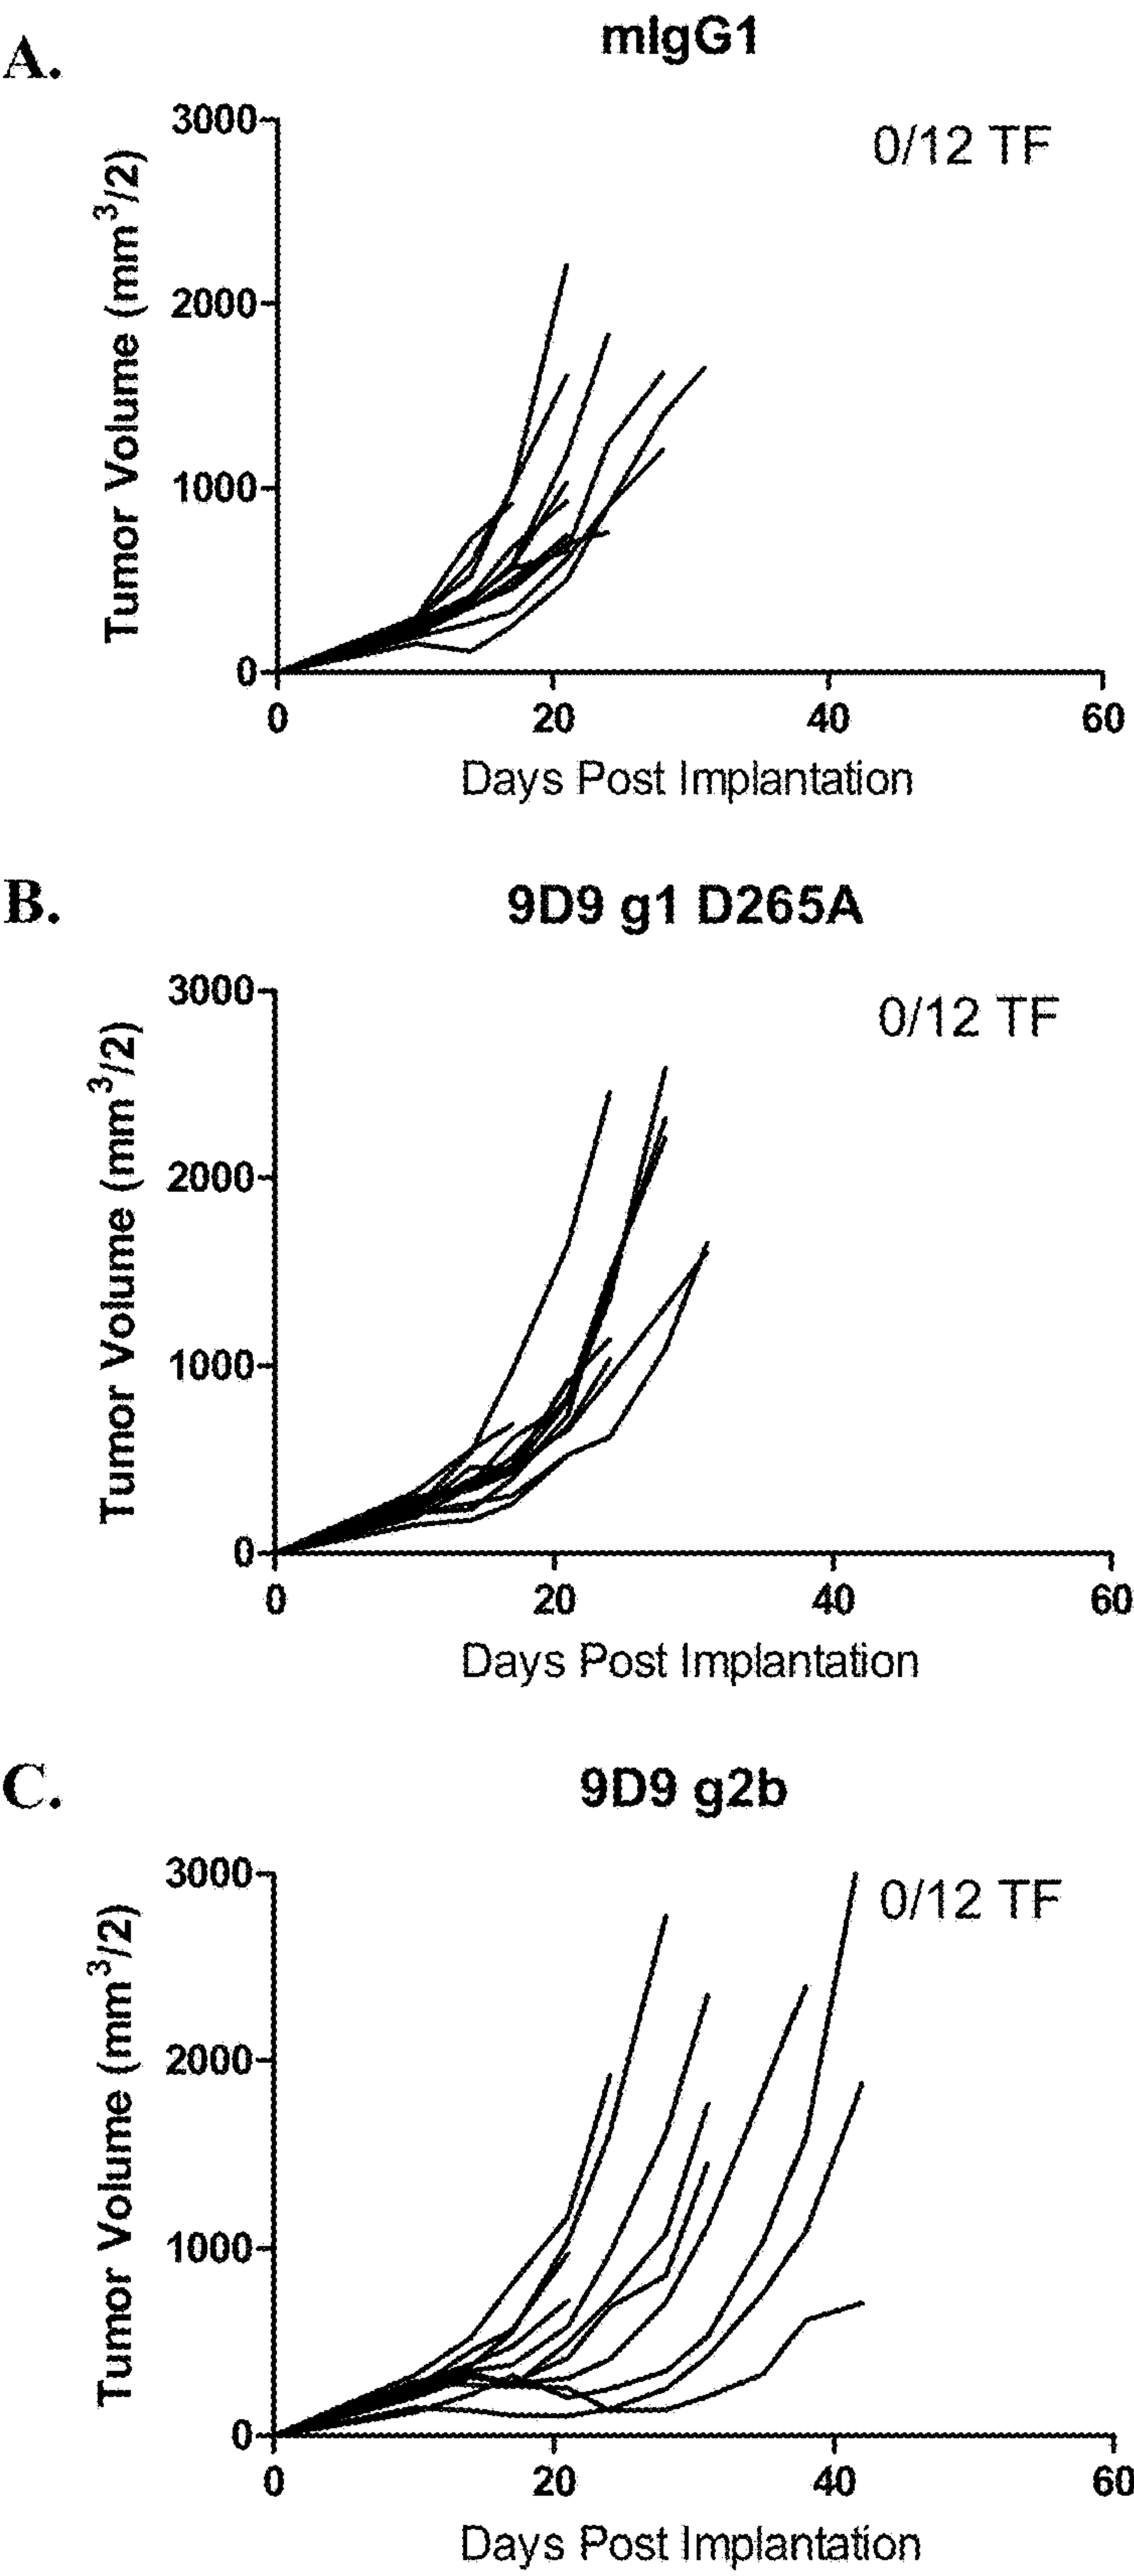 A.
mIgG1
0/12 TF
Tumor Volume (mm³/2)
3000
2000
1000
0
0 20 40 60
Days Post Implantation
B.
9D9 g1 D265A
0/12 TF
Tumor Volume (mm³/2)
3000
2000
1000
0
0 20 40 60
Days Post Implantation
C.
9D9 g2b
0/12 TF
Tumor Volume (mm³/2)
3000
2000
1000
0
0 20 40 60
Days Post Implantation